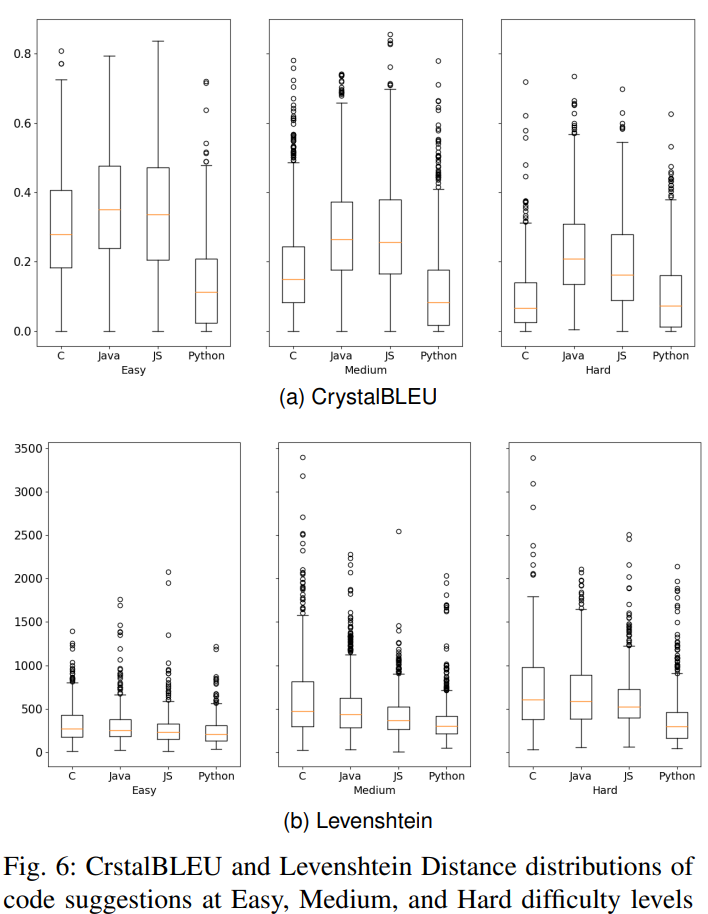 0.8
0.6
0.4
0.2
0.0
C Java JS Python C Java JS Python C Java JS Python
Easy Medium Hard
(a) CrystalBLEU
3500
3000
2500
2000
1500
1000
500
0
C Java JS Python C Java JS Python C Java JS Python
Easy Medium Hard
(b) Levenshtein
Fig. 6: CrstalBLEU and Levenshtein Distance distributions of
code suggestions at Easy, Medium, and Hard difficulty levels